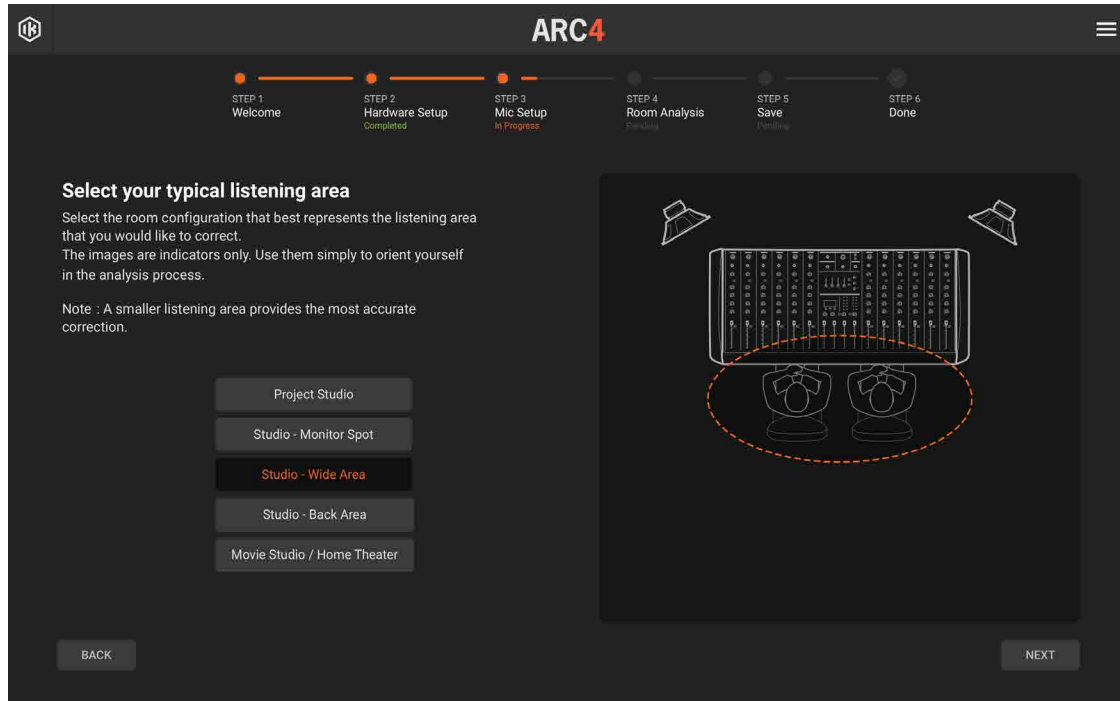 ARC4
STEP 1
Welcome
STEP 2
Hardware Setup
Completed
STEP 3
Mic Setup
In Progress
STEP 4
Room Analysis
Pending
STEP 5
Save
Pending
STEP 6
Done
Select your typical listening area
Select the room configuration that best represents the listening area
that you would like to correct.
The images are indicators only. Use them simply to orient yourself
in the analysis process.
Note : A smaller listening area provides the most accurate
correction.
Project Studio
Studio - Monitor Spot
Studio - Wide Area
Studio - Back Area
Movie Studio / Home Theater
BACK
NEXT